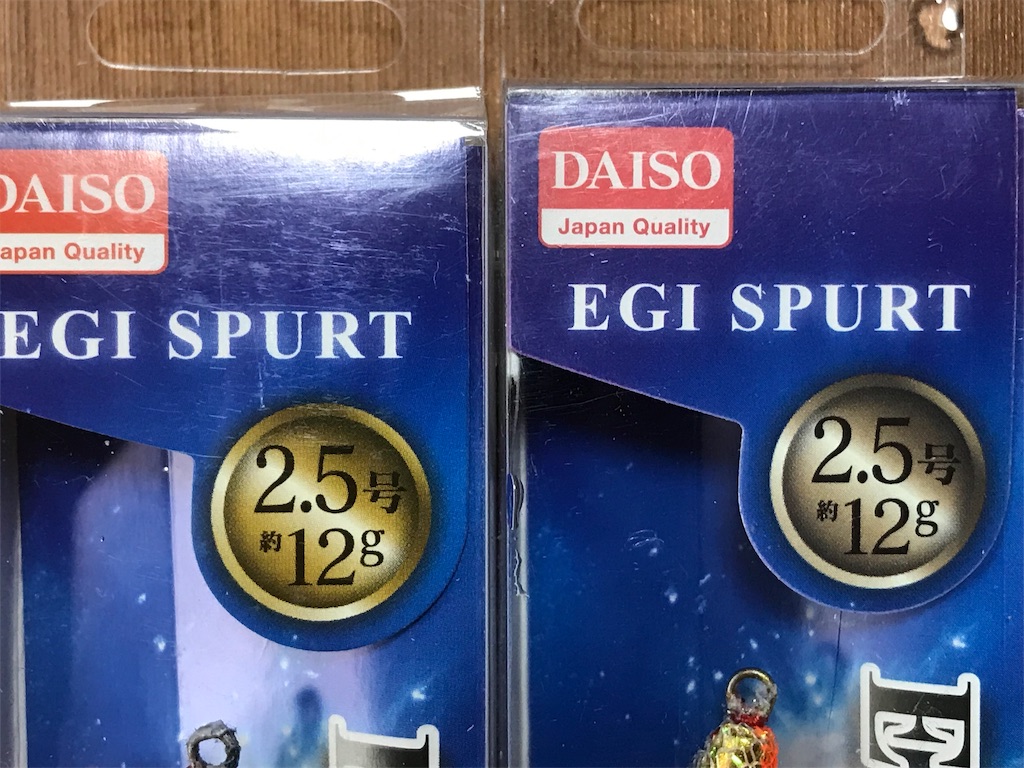 DAISO
Japan Quality
EGI SPURT
2.5号
約12g
DAISO
Japan Quality
EGI SPURT
2.5号
約12g